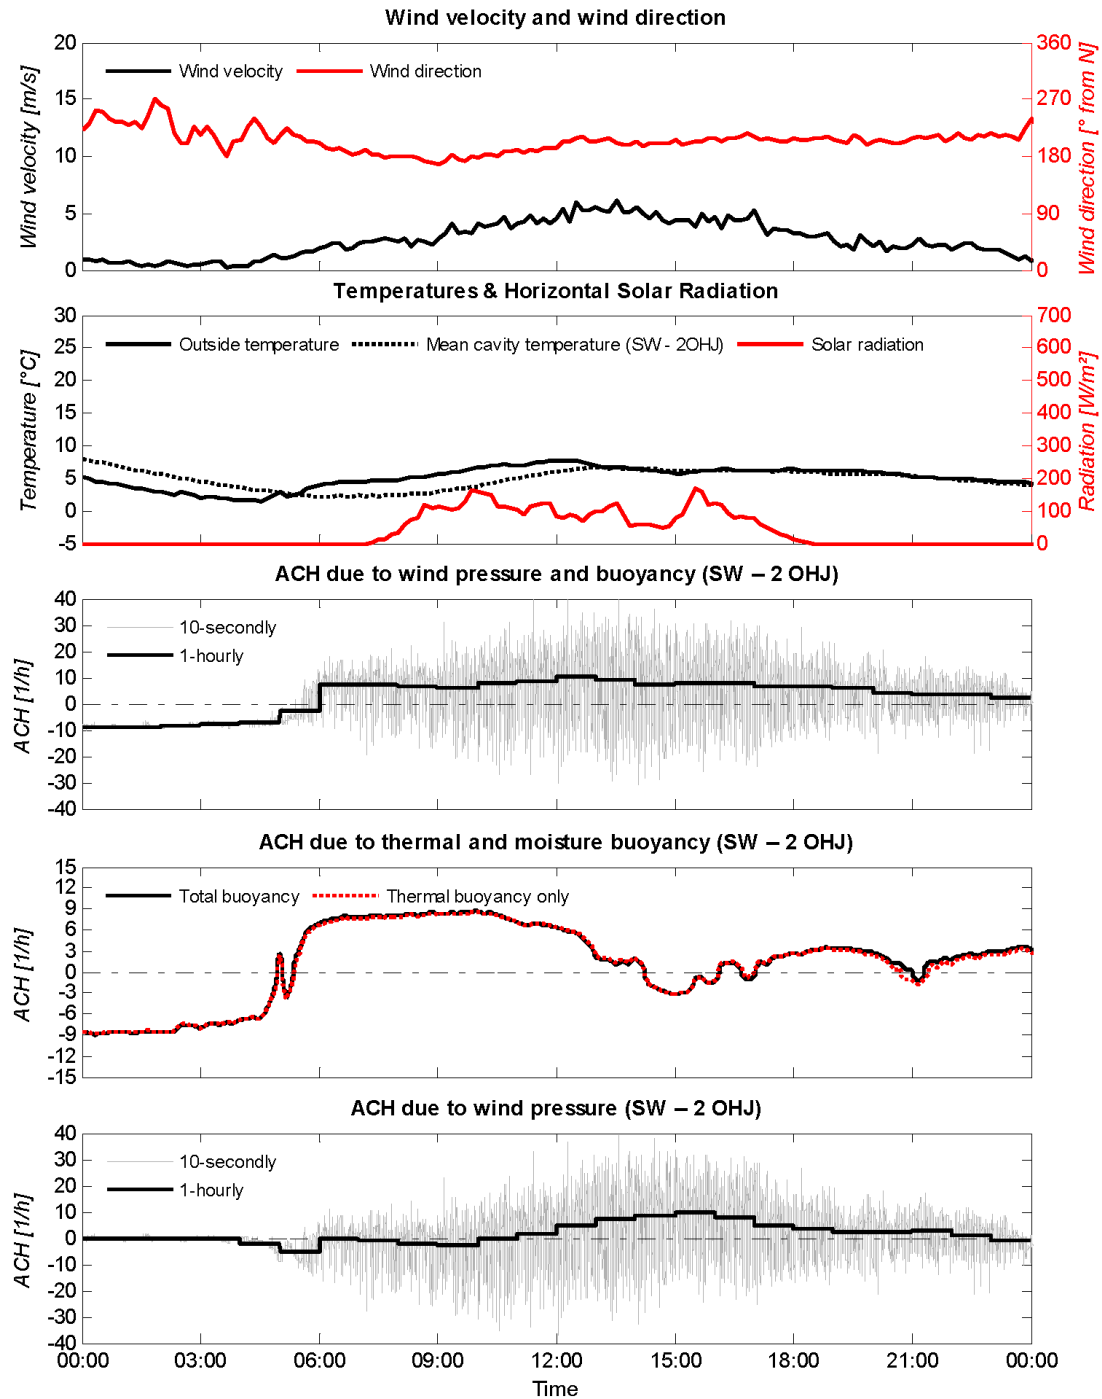 Wind velocity and wind direction
20
15
10
5
0
Wind velocity [m/s]
Wind velocity
Wind direction
360
270
180
90
0
Wind direction [° from N]
Temperatures & Horizontal Solar Radiation
30
25
20
15
10
5
0
-5
Temperature [°C]
Outside temperature
Mean cavity temperature (SW - 2OHJ)
Solar radiation
700
600
500
400
300
200
100
0
Radiation [W/m²]
ACH due to wind pressure and buoyancy (SW – 2 OHJ)
40
30
20
10
0
-10
-20
-30
-40
ACH [1/h]
10-secondly
1-hourly
ACH due to thermal and moisture buoyancy (SW – 2 OHJ)
15
12
9
6
3
0
-3
-6
-9
-12
-15
ACH [1/h]
Total buoyancy
Thermal buoyancy only
ACH due to wind pressure (SW – 2 OHJ)
40
30
20
10
0
-10
-20
-30
-40
ACH [1/h]
10-secondly
1-hourly
00:00 03:00 06:00 09:00 12:00 15:00 18:00 21:00 00:00
Time